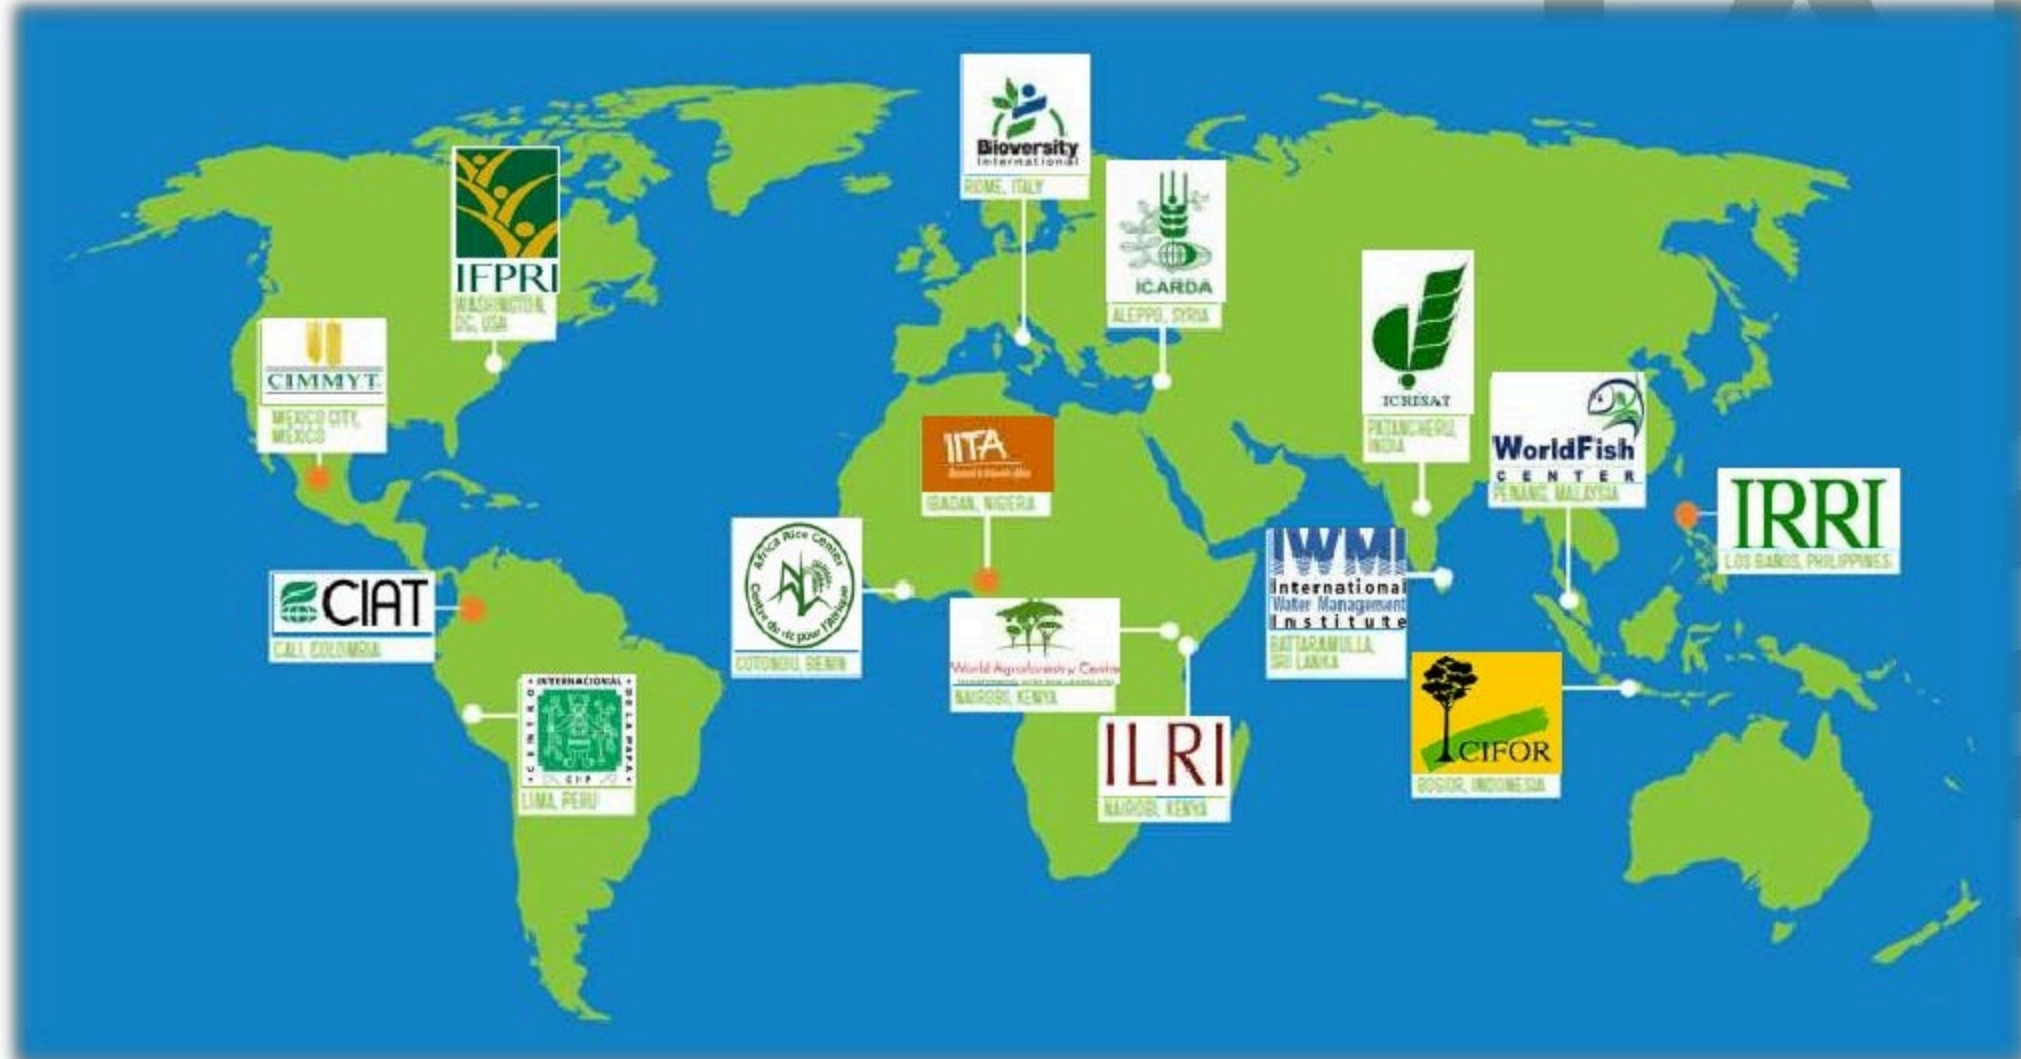 Bioversity
International
ROME, ITALY
IFPRI
WASHINGTON,
DC, USA
ICARDA
ALEPPO, SYRIA
CIMMYT.
MEXICO CITY,
MEXICO
ICRISAT
PATANCHERU,
INDIA
WorldFish
CENTER
PENANG, MALAYSIA
IITA
IBADAN, NIGERA
IRRI
LOS BAÑOS, PHILIPPINES
Africa Rice Center
Centre du riz pour l'Afrique
COTONOU, BENIN
IWMI
International
Water Management
Institute
BATTARAMULLA,
SRI LANKA
CIAT
CALI, COLOMBIA
World Agroforestry Centre
NAIROBI, KENYA
CENTRO INTERNACIONAL DE LA PAPA
CIP
LIMA, PERU
ILRI
NAIROBI, KENYA
CIFOR
BOGOR, INDONESIA